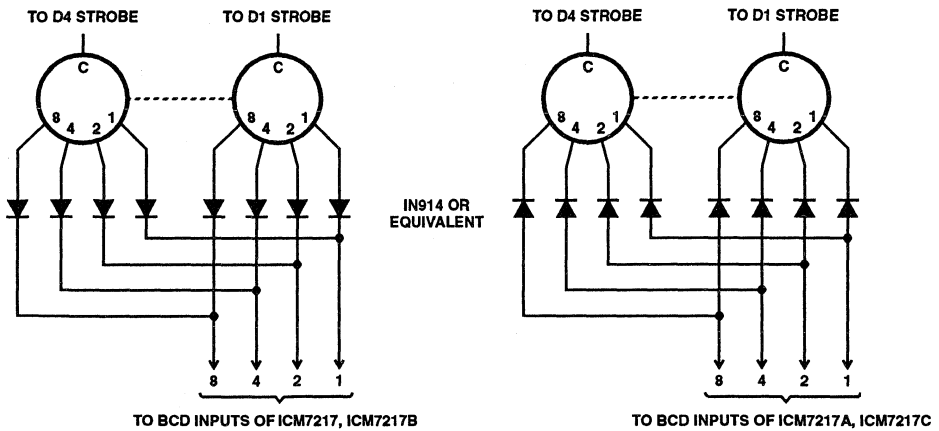 TO D4 STROBE TO D1 STROBE TO D4 STROBE TO D1 STROBE
C C C C
8 4 2 1 8 4 2 1 8 4 2 1 8 4 2 1
IN914 OR
EQUIVALENT
8 4 2 1 8 4 2 1
TO BCD INPUTS OF ICM7217, ICM7217B TO BCD INPUTS OF ICM7217A, ICM7217C